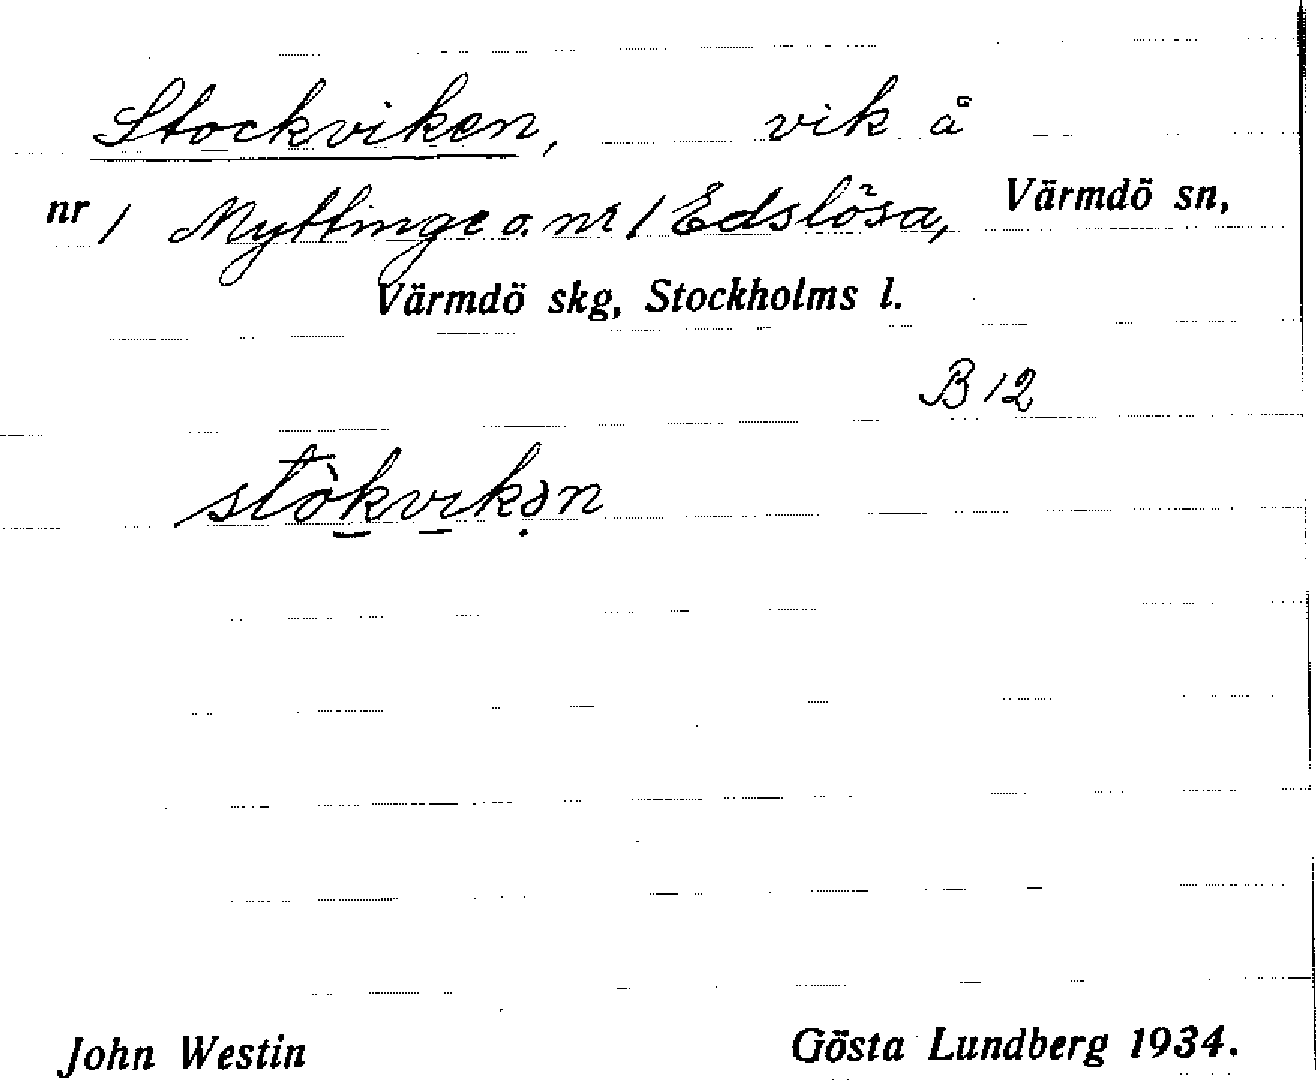 Stockviken, vik å
nr 1 Myttinge o. nr 1 Edslösa, Värmdö sn,
Värmdö skg, Stockholms l.
B 12
stòkvikən
John Westin Gösta Lundberg 1934.